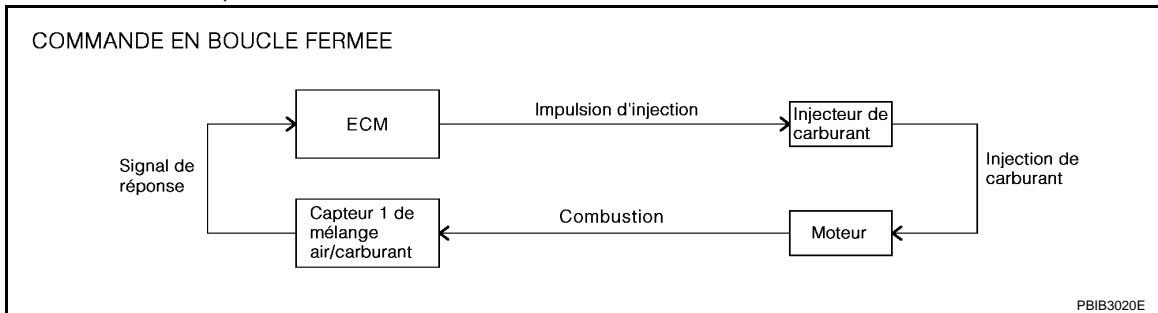 COMMANDE EN BOUCLE FERMEE
ECM
Impulsion d'injection
Injecteur de
carburant
Signal de
réponse
Injection de
carburant
Capteur 1 de
mélange
air/carburant
Combustion
Moteur
PBIB3020E